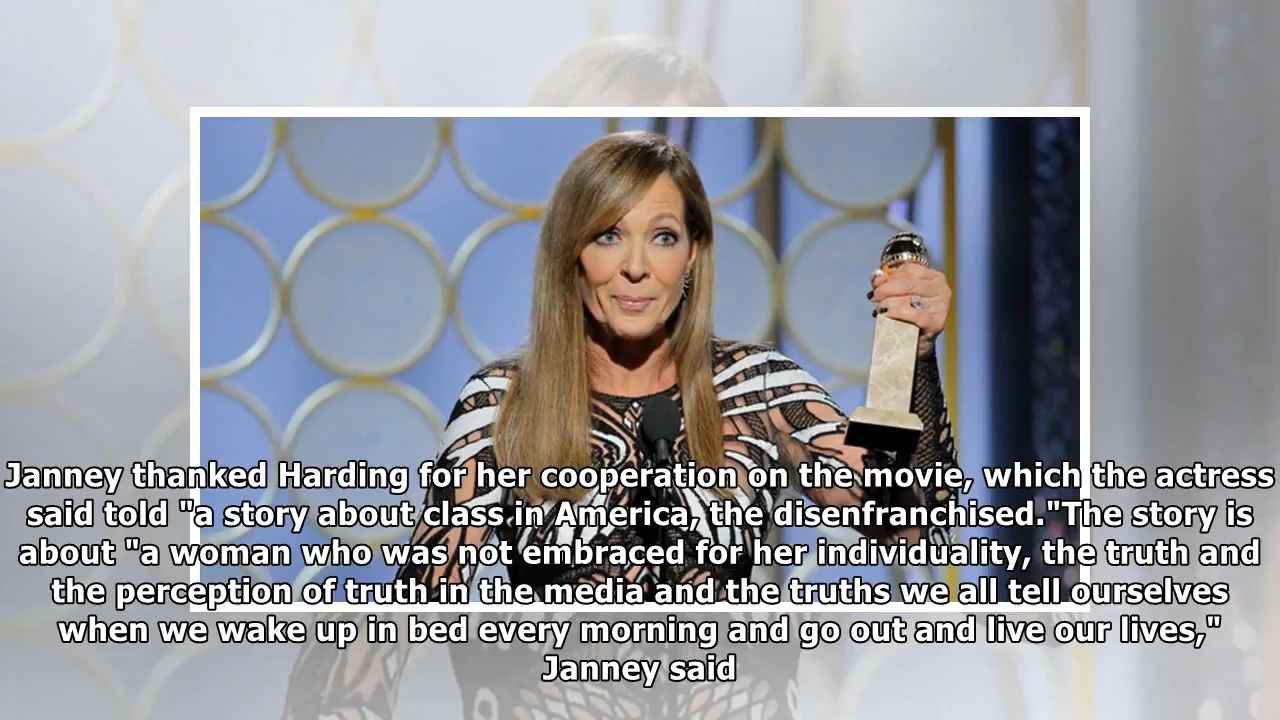 Janney thanked Harding for her cooperation on the movie, which the actress
said told "a story about class in America, the disenfranchised."The story is
about "a woman who was not embraced for her individuality, the truth and
the perception of truth in the media and the truths we all tell ourselves
when we wake up in bed every morning and go out and live our lives,"
Janney said